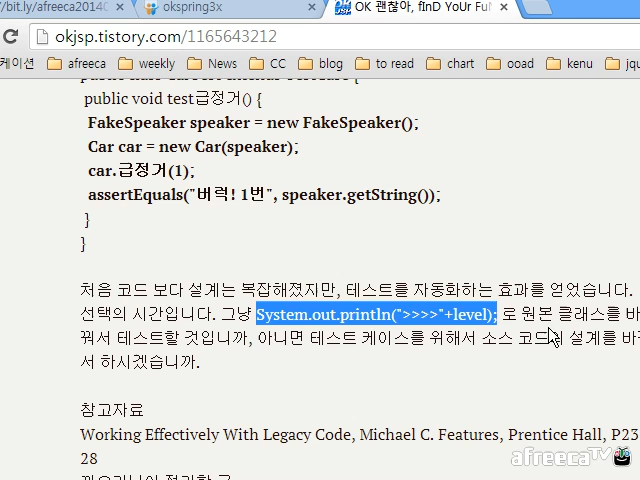 /bit.ly/afreeca2014 okspring3x OK 괜찮아, fInD YoUr Fu
okjsp.tistory.com/1165643212
케이션 afreeca weekly News CC blog to read chart ooad kenu jqu
public void test급정거() {
FakeSpeaker speaker = new FakeSpeaker();
Car car = new Car(speaker);
car.급정거(1);
assertEquals("버럭! 1번", speaker.getString());
}
}
처음 코드 보다 설계는 복잡해졌지만, 테스트를 자동화하는 효과를 얻었습니다.
선택의 시간입니다. 그냥 System.out.println(">>>>"+level); 로 원본 클래스를 바
꿔서 테스트할 것입니까, 아니면 테스트 케이스를 위해서 소스 코드의 설계를 바꿔
서 하시겠습니까.
참고자료
Working Effectively With Legacy Code, Michael C. Features, Prentice Hall, P23
28
afreecaTV